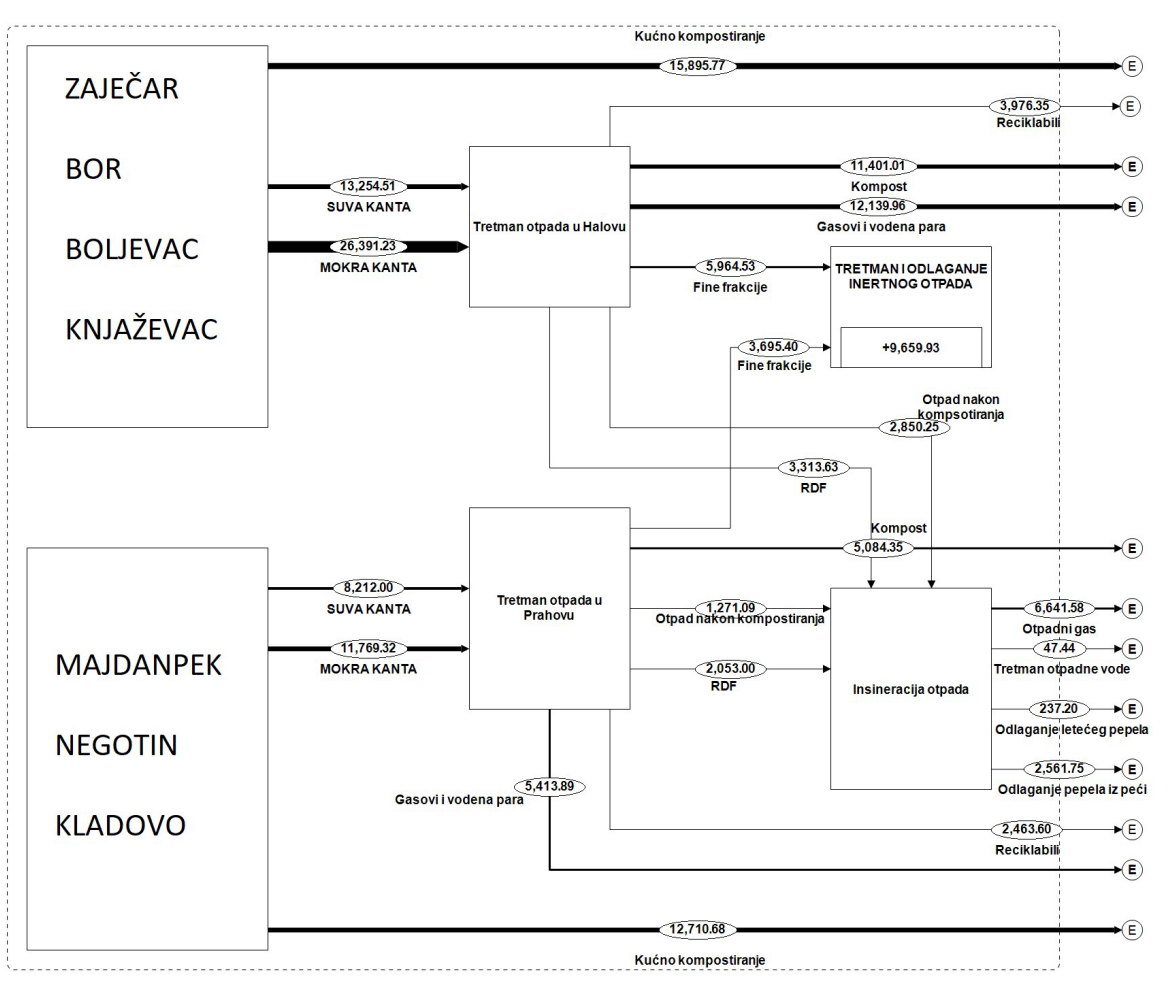 Kućno kompostiranje
15,895.77
E
ZAJEČAR
BOR
BOLJEVAC
KNJAŽEVAC
3,976.35
E
Reciklabili
13,254.51
SUVA KANTA
26,391.23
MOKRA KANTA
Tretman otpada u Halovu
11,401.01
E
Kompost
12,139.96
E
Gasovi i vodena para
5,964.53
Fine frakcije
TRETMAN I ODLAGANJE
INERTNOG OTPADA
+9,659.93
3,695.40
Fine frakcije
Otpad nakon
kompsotiranja
2,850.25
3,313.63
RDF
Kompost
5,084.35
E
MAJDANPEK
NEGOTIN
KLADOVO
8,212.00
SUVA KANTA
11,769.32
MOKRA KANTA
Tretman otpada u
Prahovu
1,271.09
Otpad nakon kompostiranja
2,053.00
RDF
Insineracija otpada
6,641.58
E
Otpadni gas
47.44
E
Tretman otpadne vode
237.20
E
Odlaganje letećeg pepela
2,561.75
E
Odlaganje pepela iz peći
5,413.89
Gasovi i vodena para
2,463.60
E
Reciklabili
E
12,710.68
E
Kućno kompostiranje